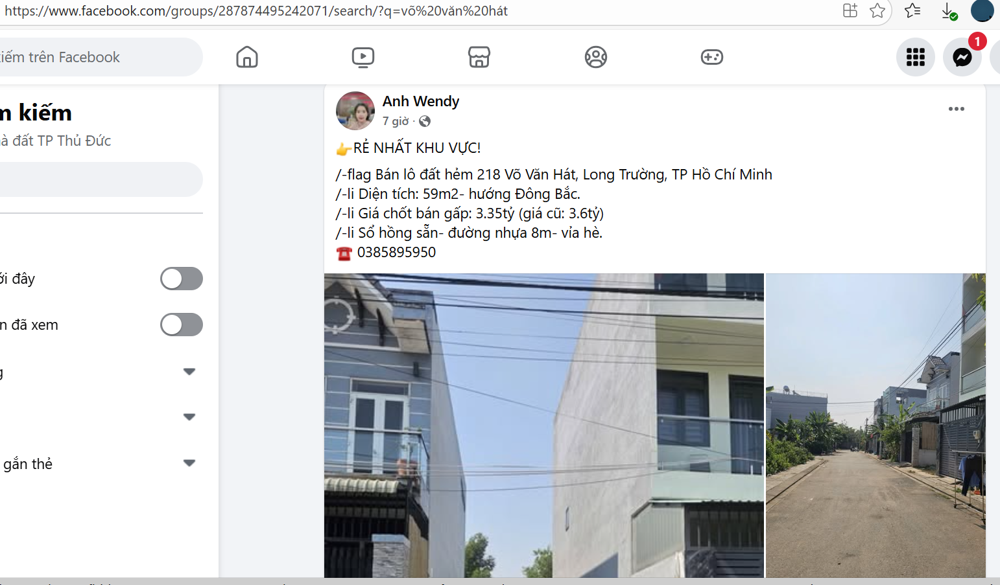 https://www.facebook.com/groups/287874495242071/search/?q=võ%20văn%20hát
iếm trên Facebook
1
m kiếm
à đất TP Thủ Đức
ới đây
n đã xem
g
gắn thẻ
Anh Wendy
7 giờ ·
👉RẺ NHẤT KHU VỰC!
/-flag Bán lô đất hẻm 218 Võ Văn Hát, Long Trường, TP Hồ Chí Minh
/-li Diện tích: 59m2- hướng Đông Bắc.
/-li Giá chốt bán gấp: 3.35tỷ (giá cũ: 3.6tỷ)
/-li Sổ hồng sẵn- đường nhựa 8m- vỉa hè.
☎️ 0385895950